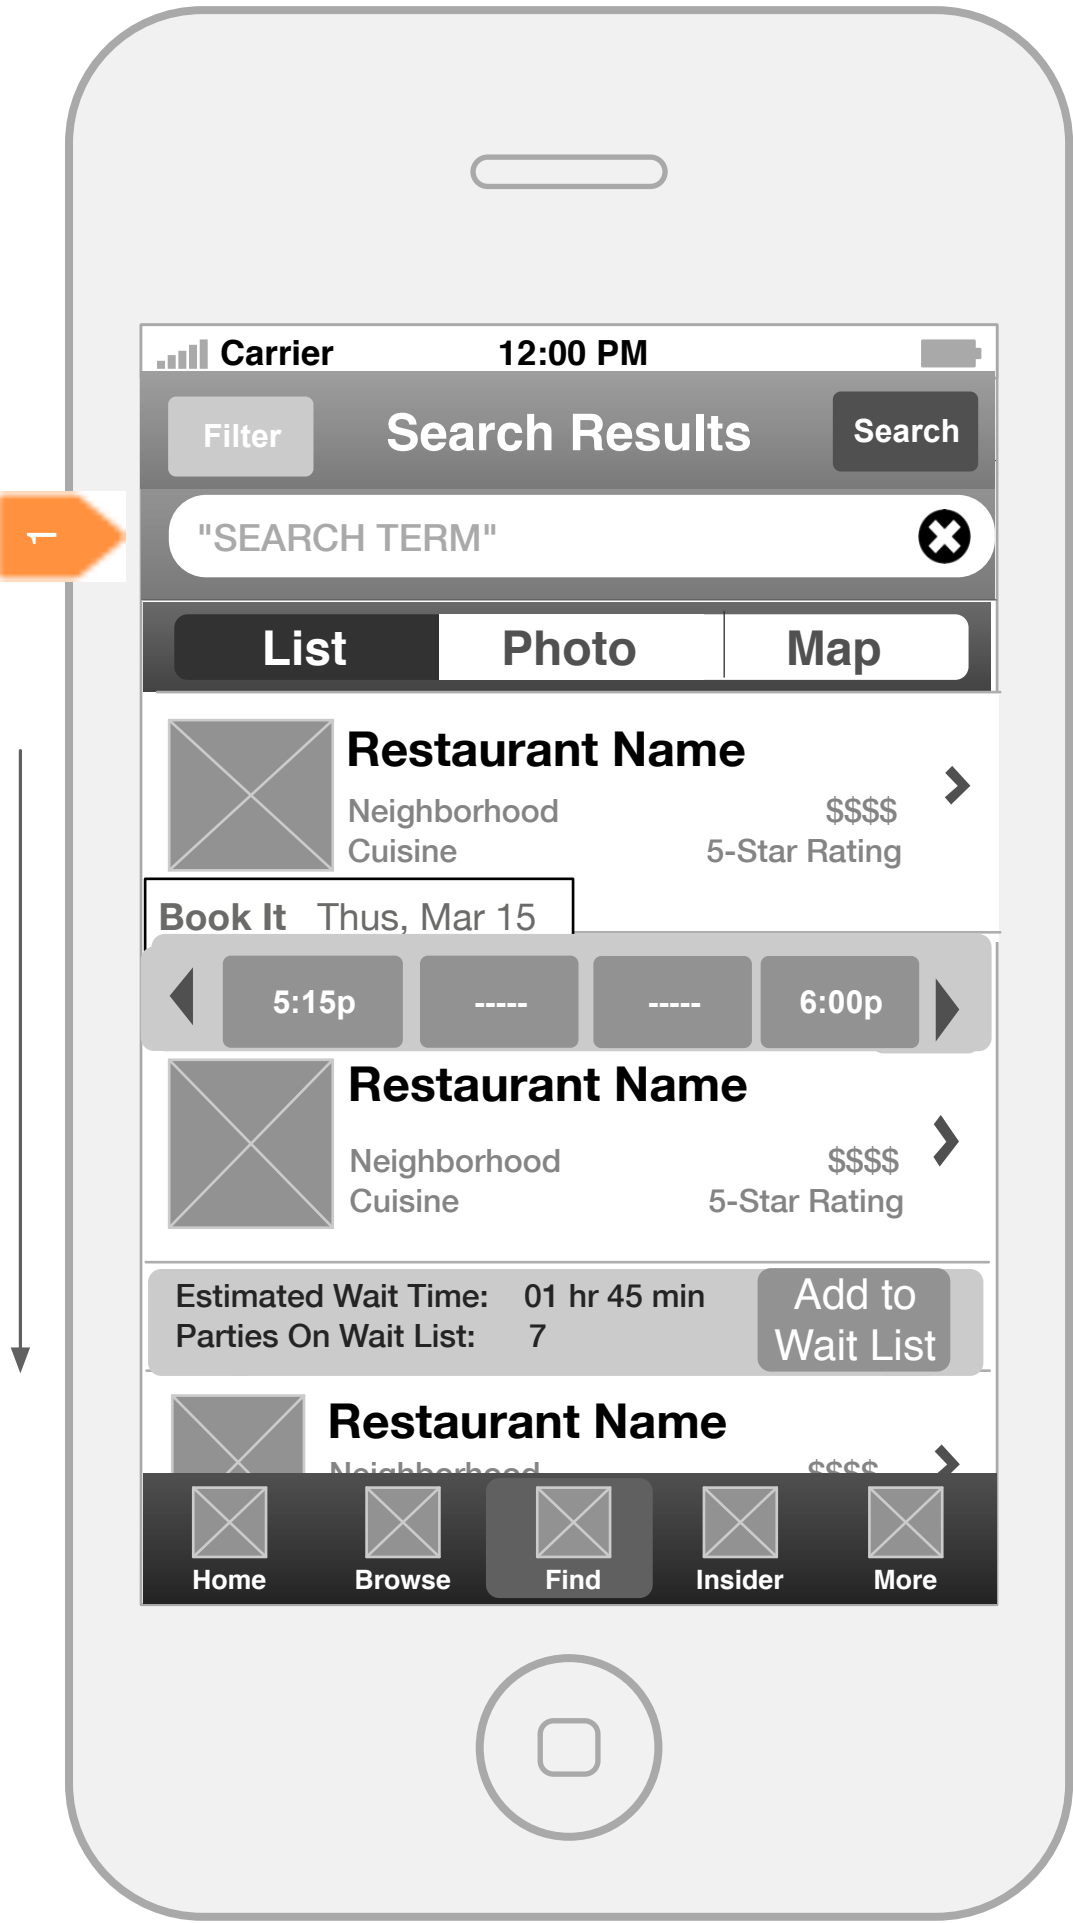 Carrier 12:00 PM
Filter Search Results Search
1
"SEARCH TERM"
List Photo Map
Restaurant Name
Neighborhood $$$$
Cuisine 5-Star Rating
Book It Thus, Mar 15
5:15p ----- ----- 6:00p
Restaurant Name
Neighborhood $$$$
Cuisine 5-Star Rating
Estimated Wait Time: 01 hr 45 min
Parties On Wait List: 7
Add to
Wait List
Restaurant Name
Neighborhood $$$$
Home Browse Find Insider More